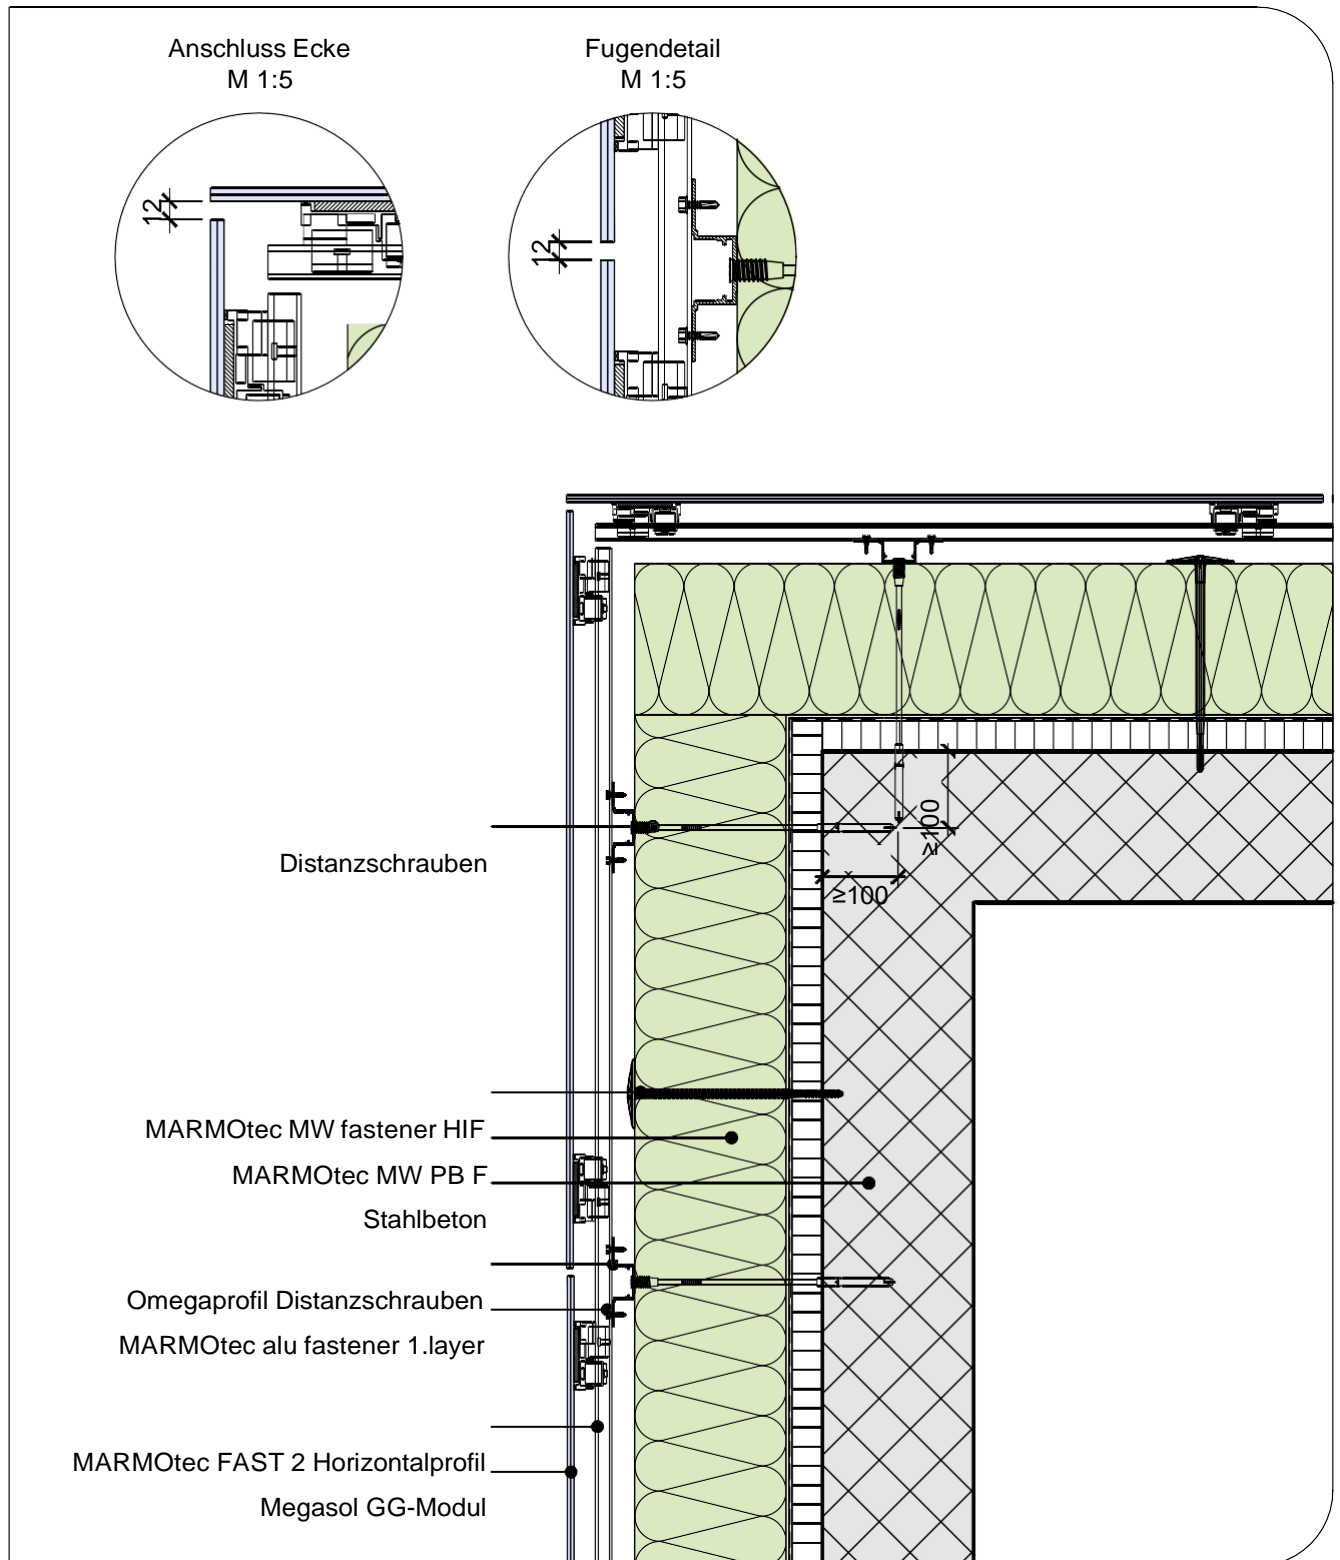 Anschluss Ecke
M 1:5
Fugendetail
M 1:5
12
12
≥100
≥100
Distanzschrauben
MARMOtec MW fastener HIF
MARMOtec MW PB F
Stahlbeton
Omegaprofil Distanzschrauben
MARMOtec alu fastener 1.layer
MARMOtec FAST 2 Horizontalprofil
Megasol GG-Modul